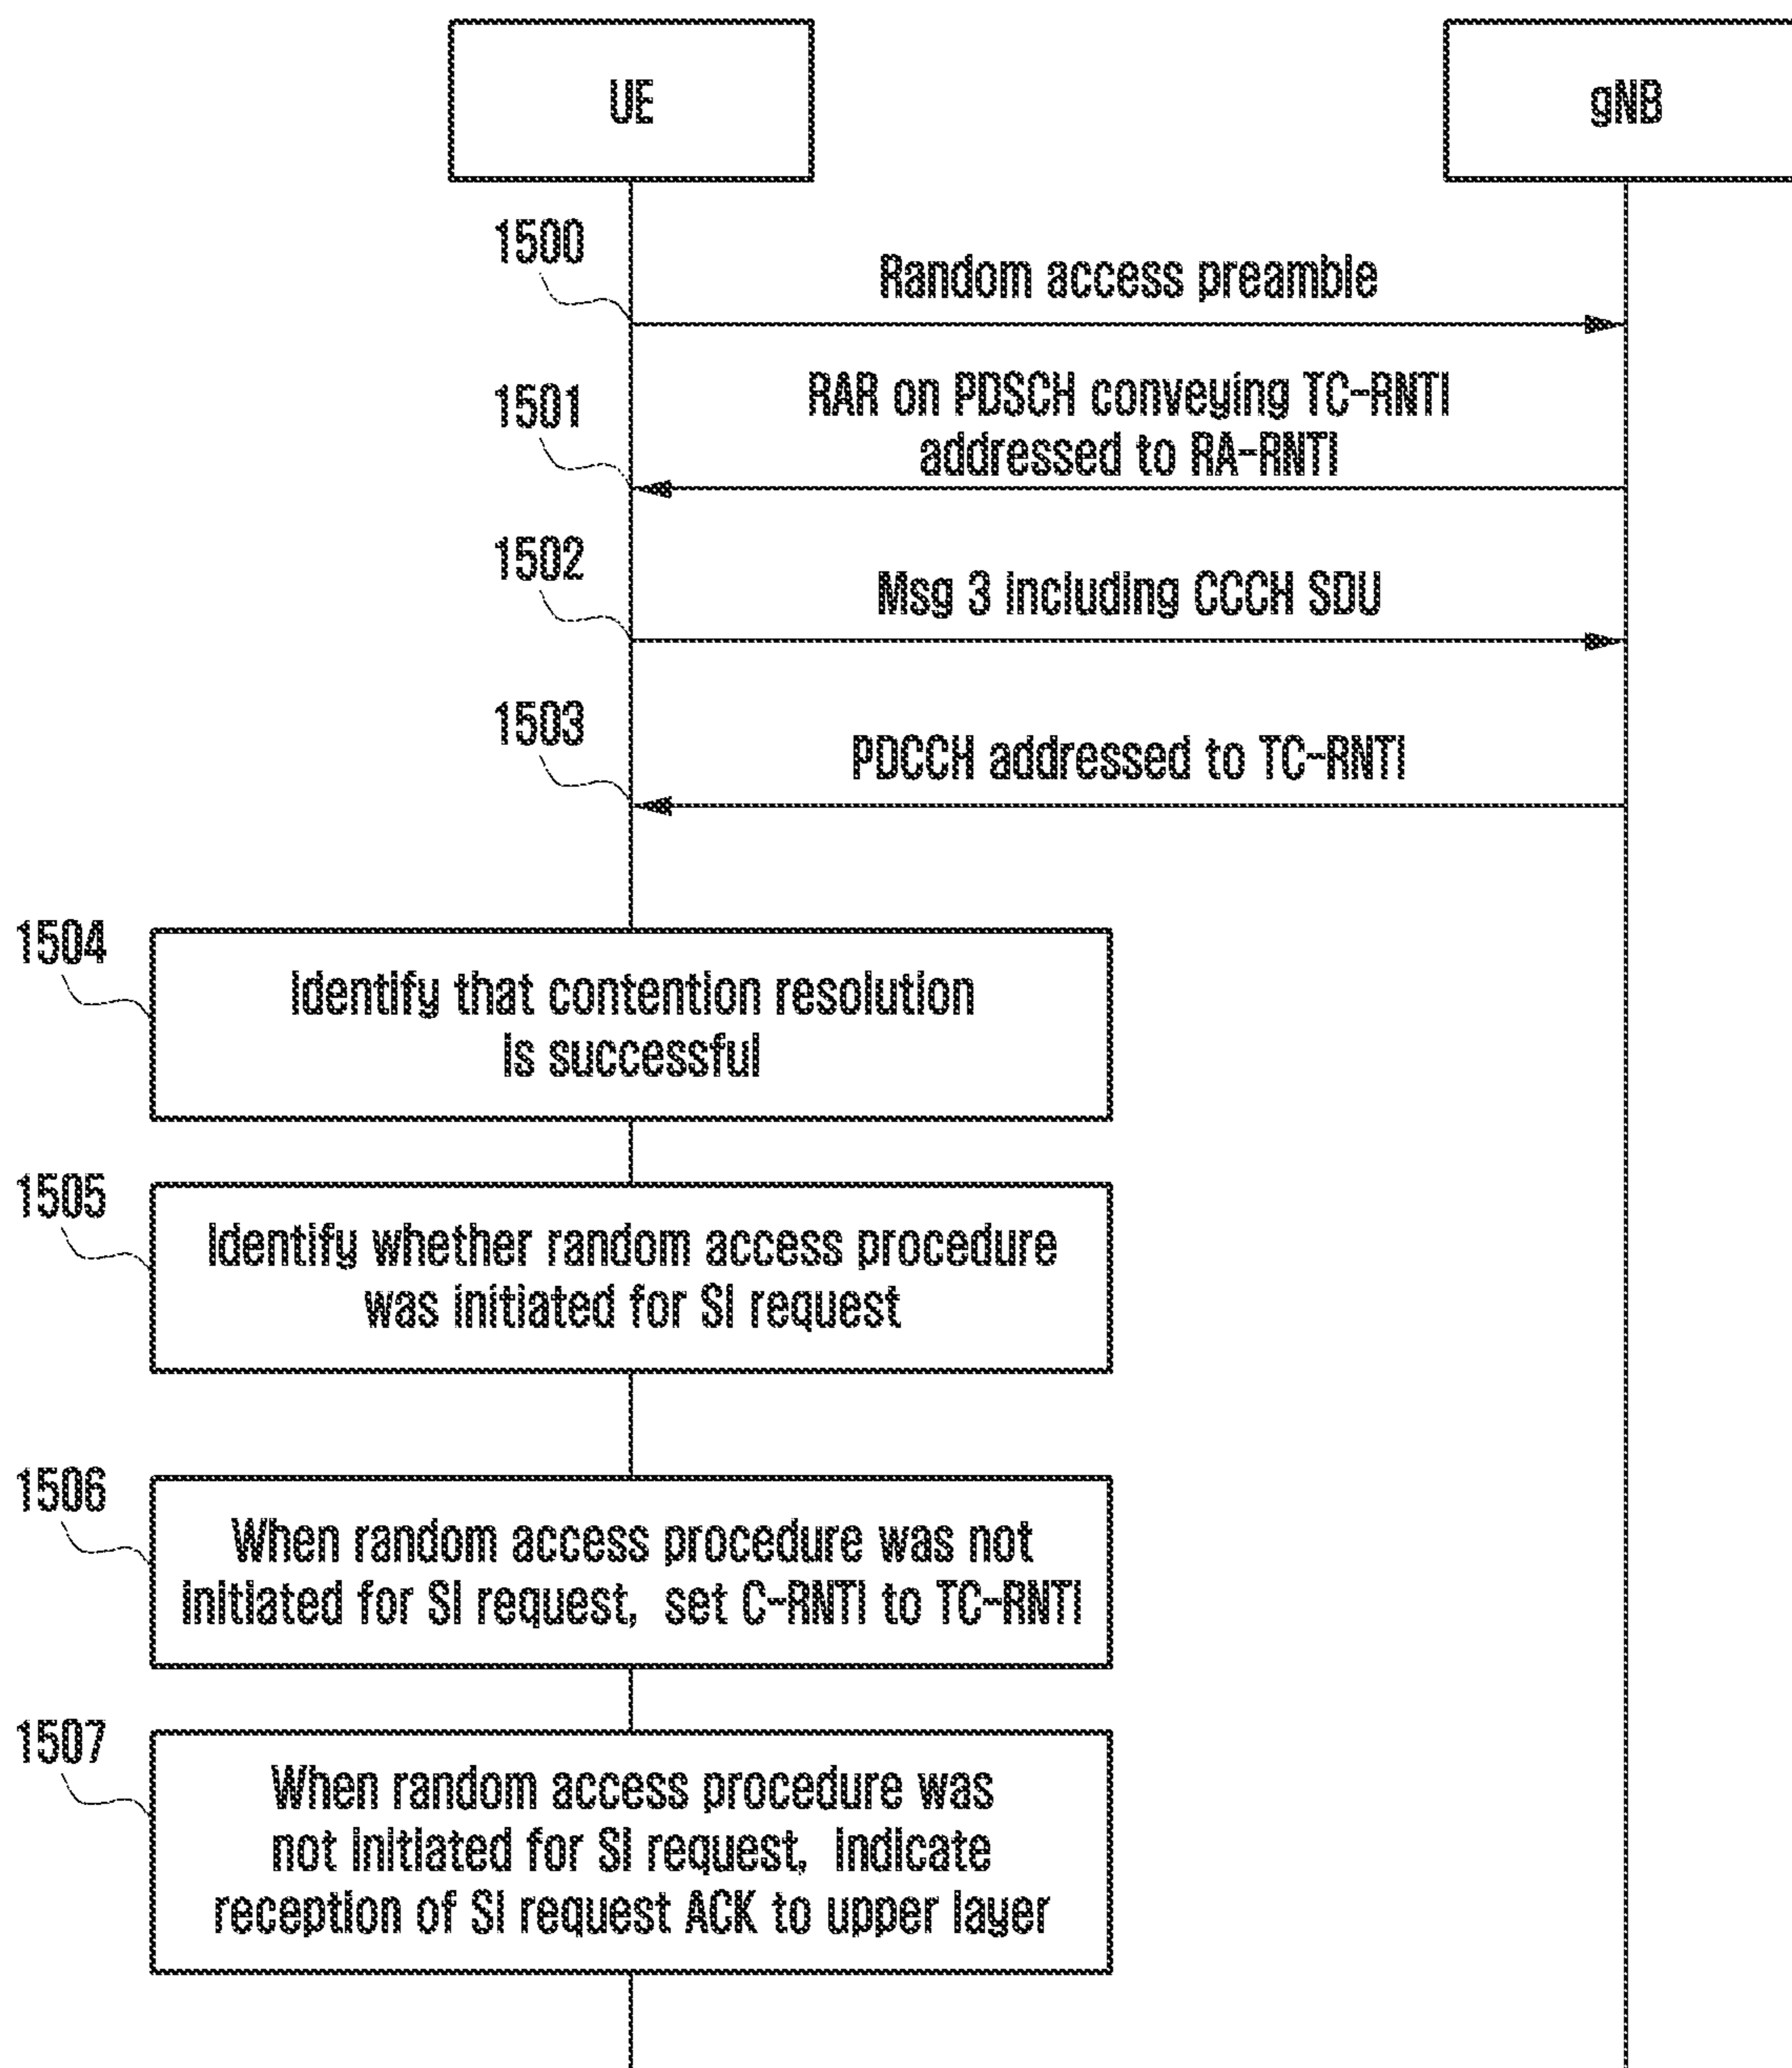 UE
gNB
1500
Random access preamble
1501
RAR on PDSCH conveying TC-RNTI
addressed to RA-RNTI
1502
Msg 3 including CCCH SDU
1503
PDCCH addressed to TC-RNTI
1504
Identify that contention resolution
is successful
1505
Identify whether random access procedure
was initiated for SI request
1506
When random access procedure was not
initiated for SI request, set C-RNTI to TC-RNTI
1507
When random access procedure was
not initiated for SI request, indicate
reception of SI request ACK to upper layer